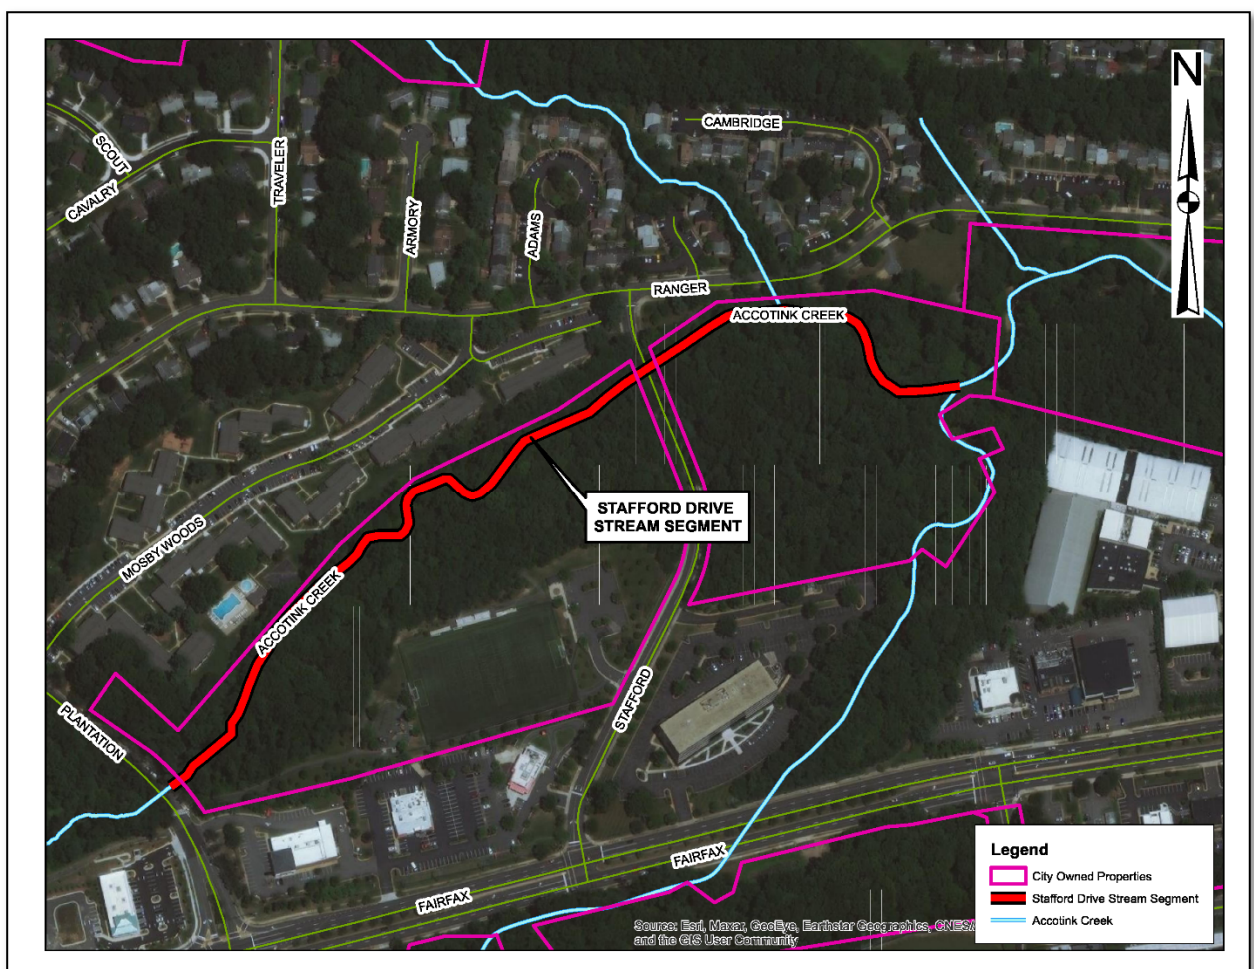 N
CAMBRIDGE
SCOUT
CAVALRY
TRAVELER
ARMORY
ADAMS
RANGER
ACCOTINK CREEK
STAFFORD DRIVE
STREAM SEGMENT
MOSBY WOODS
ACCOTINK CREEK
PLANTATION
STAFFORD
FAIRFAX
FAIRFAX
Legend
City Owned Properties
Stafford Drive Stream Segment
Accotink Creek
Source: Esri, Maxar, GeoEye, Earthstar Geographics, CNES/
and the GIS User Community